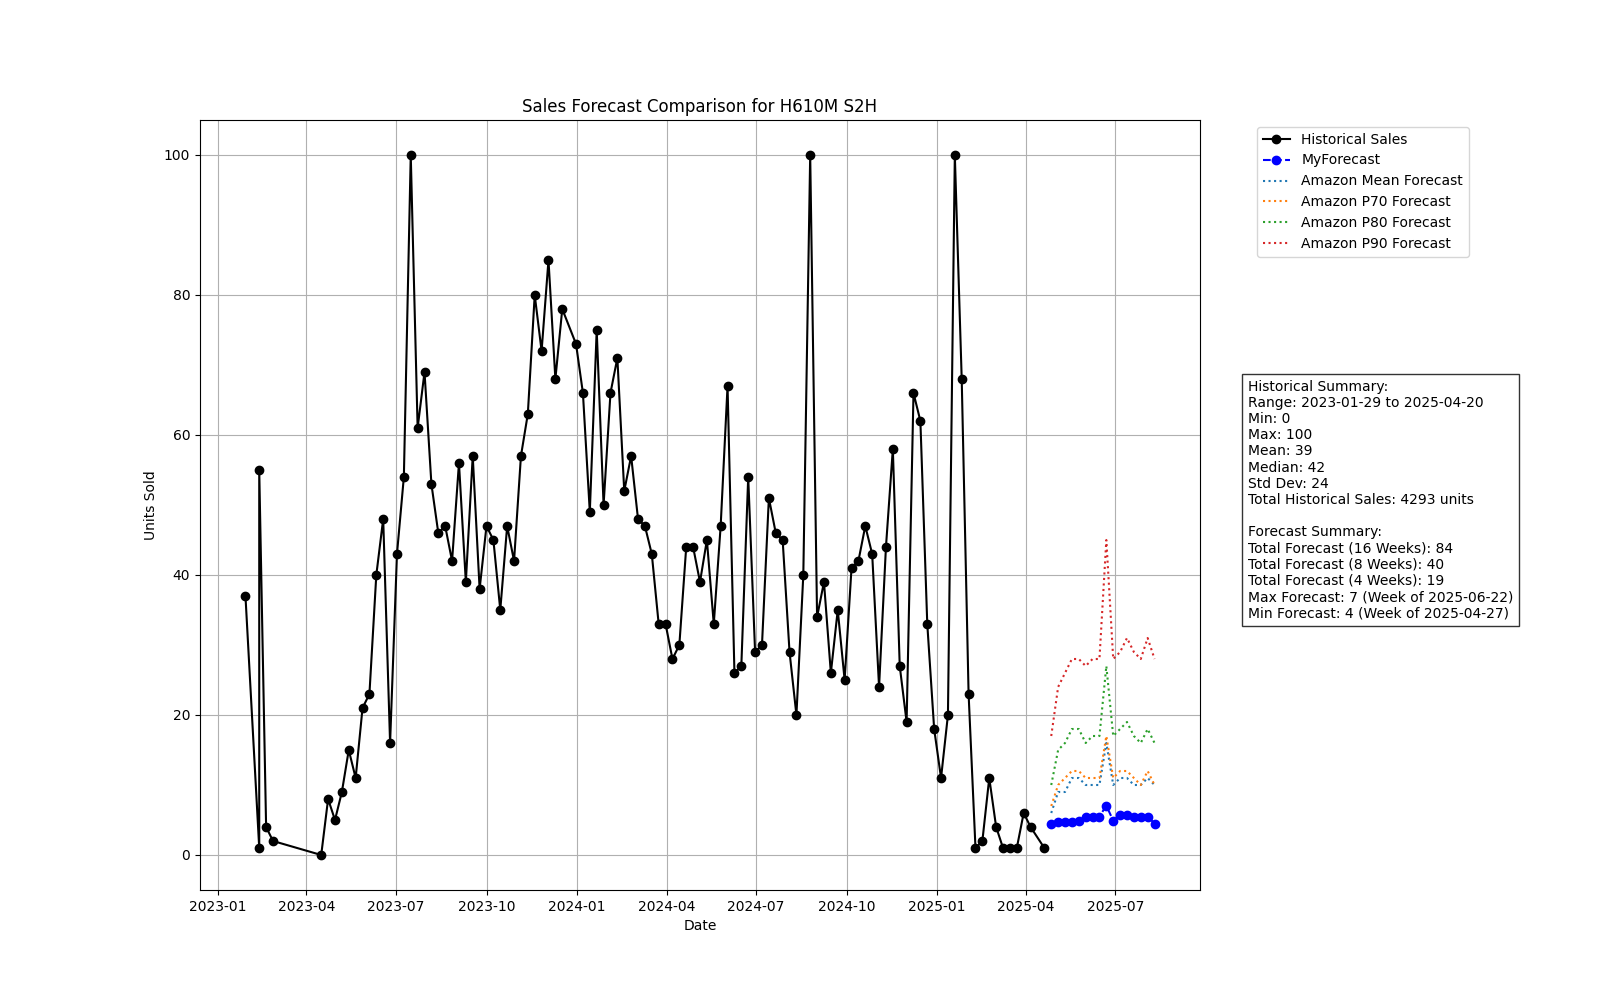 Sales Forecast Comparison for H610M S2H
Historical Sales
MyForecast
Amazon Mean Forecast
Amazon P70 Forecast
Amazon P80 Forecast
Amazon P90 Forecast
100
80
60
40
20
0
Units Sold
2023-01 2023-04 2023-07 2023-10 2024-01 2024-04 2024-07 2024-10 2025-01 2025-04 2025-07
Date
Historical Summary:
Range: 2023-01-29 to 2025-04-20
Min: 0
Max: 100
Mean: 39
Median: 42
Std Dev: 24
Total Historical Sales: 4293 units
Forecast Summary:
Total Forecast (16 Weeks): 84
Total Forecast (8 Weeks): 40
Total Forecast (4 Weeks): 19
Max Forecast: 7 (Week of 2025-06-22)
Min Forecast: 4 (Week of 2025-04-27)